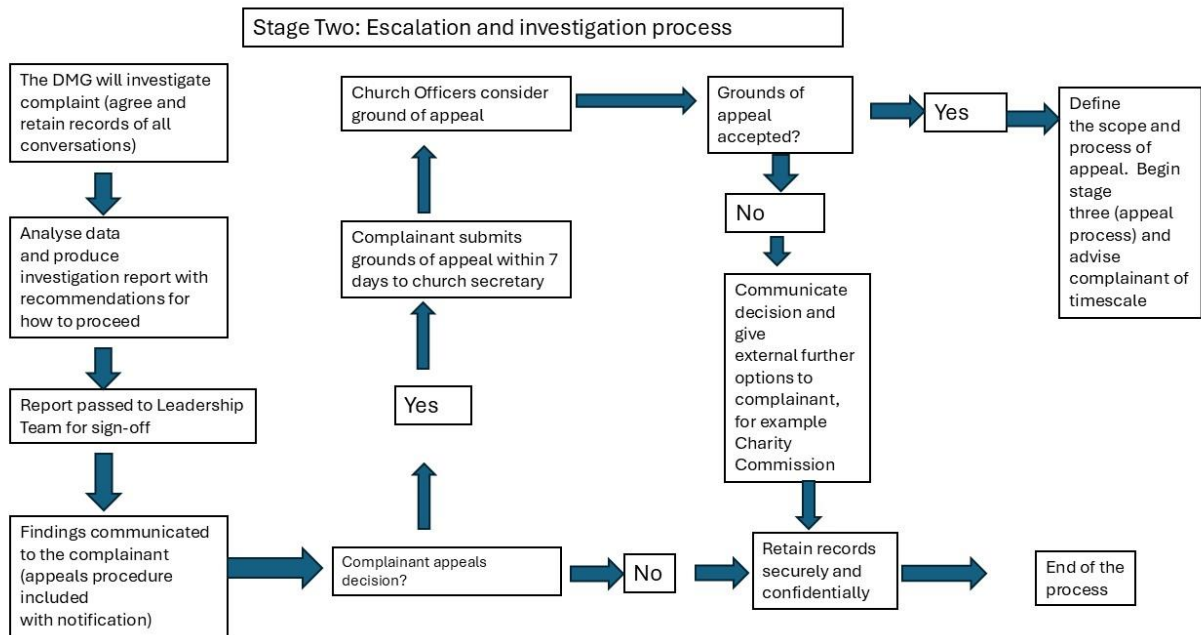 Stage Two: Escalation and investigation process
The DMG will investigate
complaint (agree and
retain records of all
conversations)
Analyse data
and produce
investigation report with
recommendations for
how to proceed
Report passed to Leadership
Team for sign-off
Findings communicated
to the complainant
(appeals procedure
included
with notification)
Complainant appeals
decision?
Yes
Complainant submits
grounds of appeal within 7
days to church secretary
Church Officers consider
ground of appeal
Grounds of
appeal
accepted?
Yes
Define
the scope and
process of
appeal. Begin
stage
three (appeal
process) and
advise
complainant of
timescale
No
Communicate
decision and
give
external further
options to
complainant,
for example
Charity
Commission
No
Retain records
securely and
confidentially
End of the
process